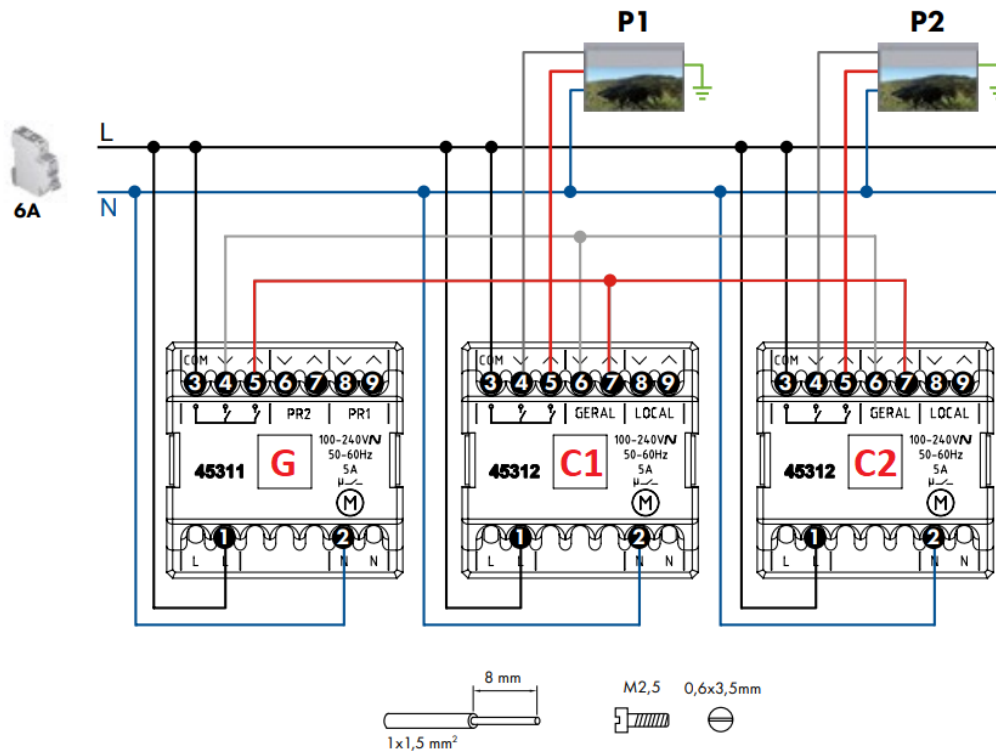 P1 P2
L
6A
N
COM COM COM
3 4 5 6 7 8 9 3 4 5 6 7 8 9 3 4 5 6 7 8 9
PR2 PR1 GERAL LOCAL GERAL LOCAL
45311 G 100-240V~ 50-60Hz 5A μ M
45312 C1 100-240V~ 50-60Hz 5A μ M
45312 C2 100-240V~ 50-60Hz 5A μ M
1 2 1 2 1 2
L L N N L L N N L L N N
8 mm
M2,5 0,6x3,5mm
1x1,5 mm²